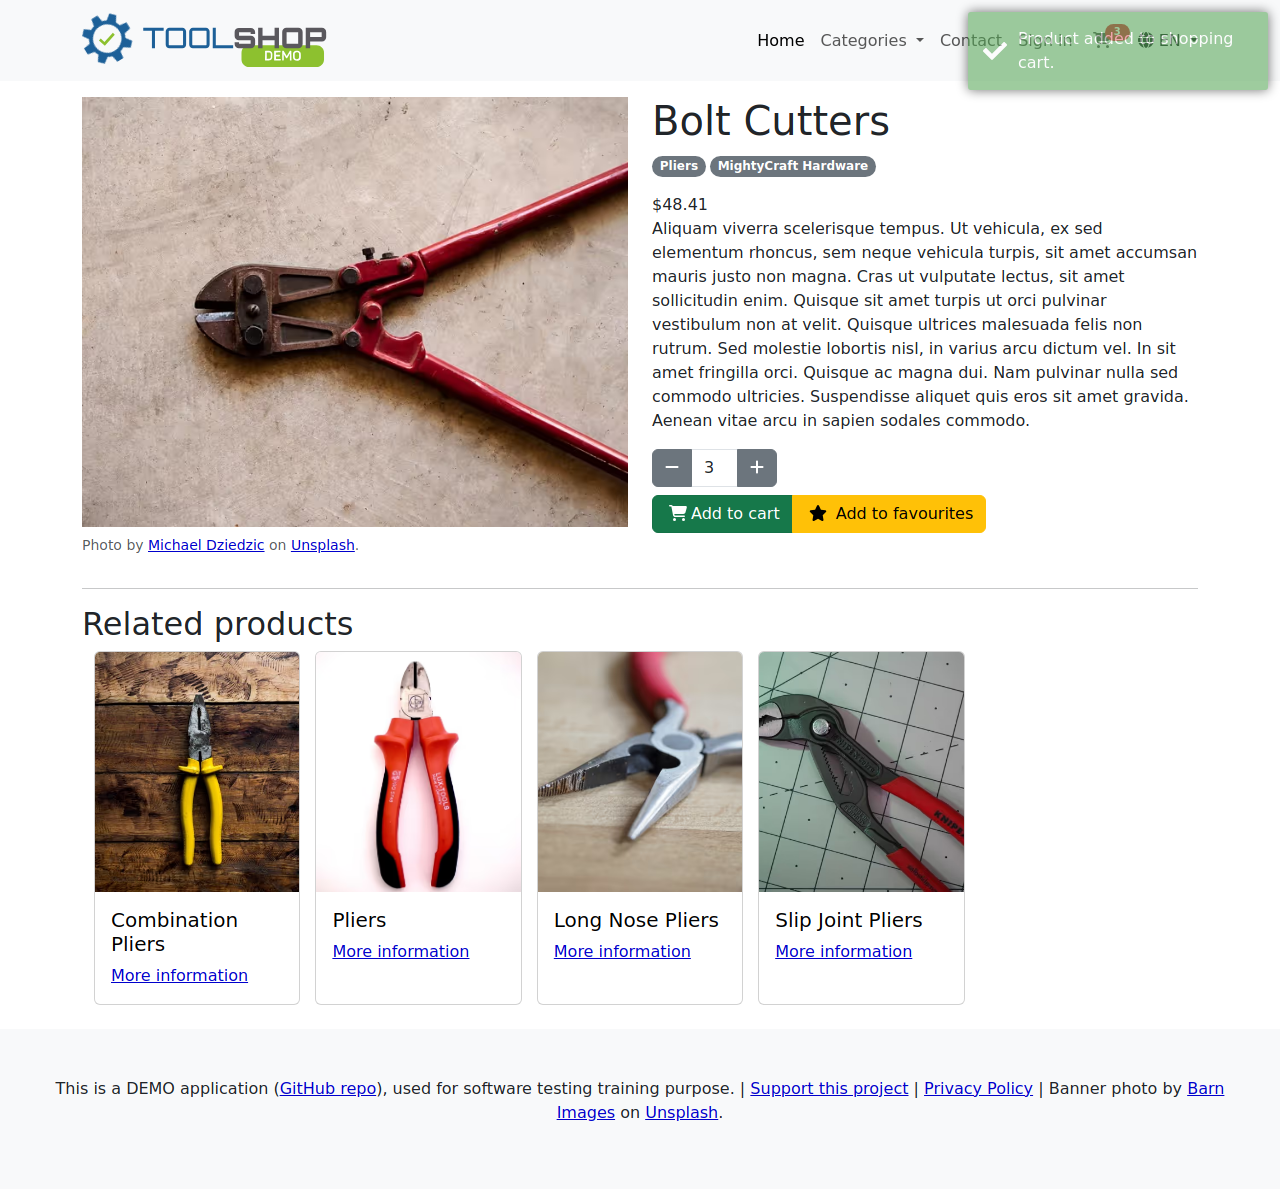 TOOLSHOP
DEMO
Home Categories Contact Sign in 3 EN
Product added to shopping
cart.
Bolt Cutters
Pliers MightyCraft Hardware
$48.41
Aliquam viverra scelerisque tempus. Ut vehicula, ex sed
elementum rhoncus, sem neque vehicula turpis, sit amet accumsan
mauris justo non magna. Cras ut vulputate lectus, sit amet
sollicitudin enim. Quisque sit amet turpis ut orci pulvinar
vestibulum non at velit. Quisque ultrices malesuada felis non
rutrum. Sed molestie lobortis nisl, in varius arcu dictum vel. In sit
amet fringilla orci. Quisque ac magna dui. Nam pulvinar nulla sed
commodo ultricies. Suspendisse aliquet quis eros sit amet gravida.
Aenean vitae arcu in sapien sodales commodo.
3
Add to cart Add to favourites
Photo by Michael Dziedzic on Unsplash.
Related products
LUX-TOOLS
KNIPEX
Combination
Pliers
More information
Pliers
More information
Long Nose Pliers
More information
Slip Joint Pliers
More information
This is a DEMO application (GitHub repo), used for software testing training purpose. | Support this project | Privacy Policy | Banner photo by Barn
Images on Unsplash.